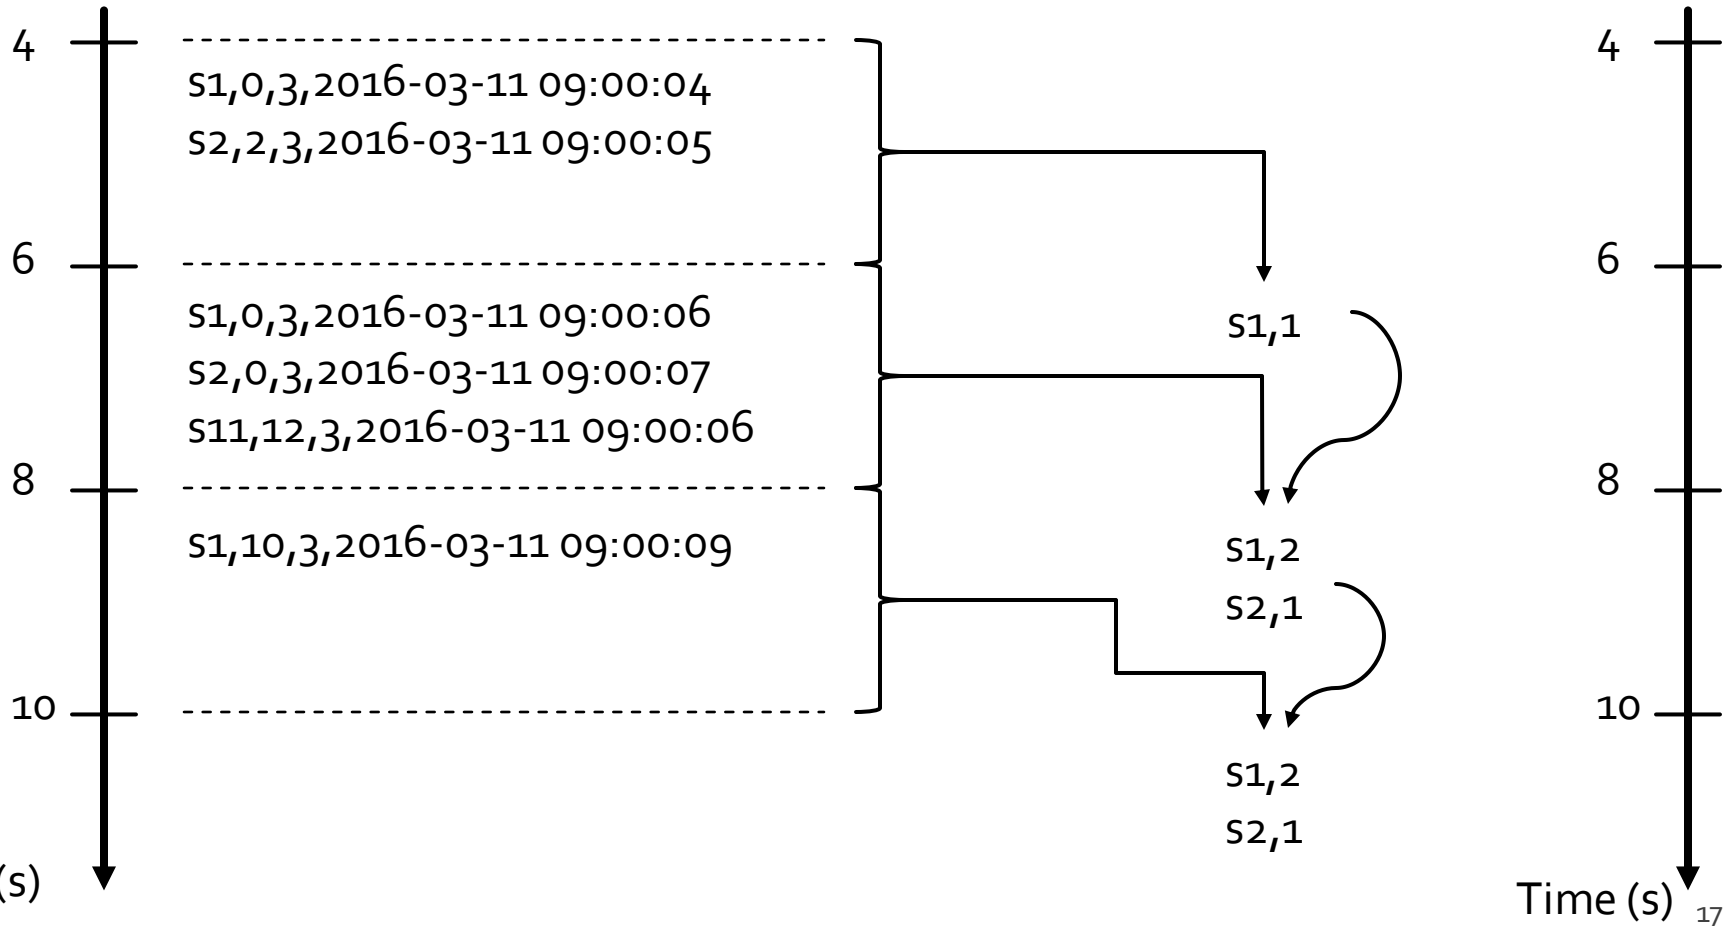 4
s1,0,3,2016-03-11 09:00:04
s2,2,3,2016-03-11 09:00:05
6
s1,0,3,2016-03-11 09:00:06
s2,0,3,2016-03-11 09:00:07
s11,12,3,2016-03-11 09:00:06
8
s1,10,3,2016-03-11 09:00:09
10
(s)
s1,1
s1,2
s2,1
s1,2
s2,1
4
6
8
10
Time (s)
17